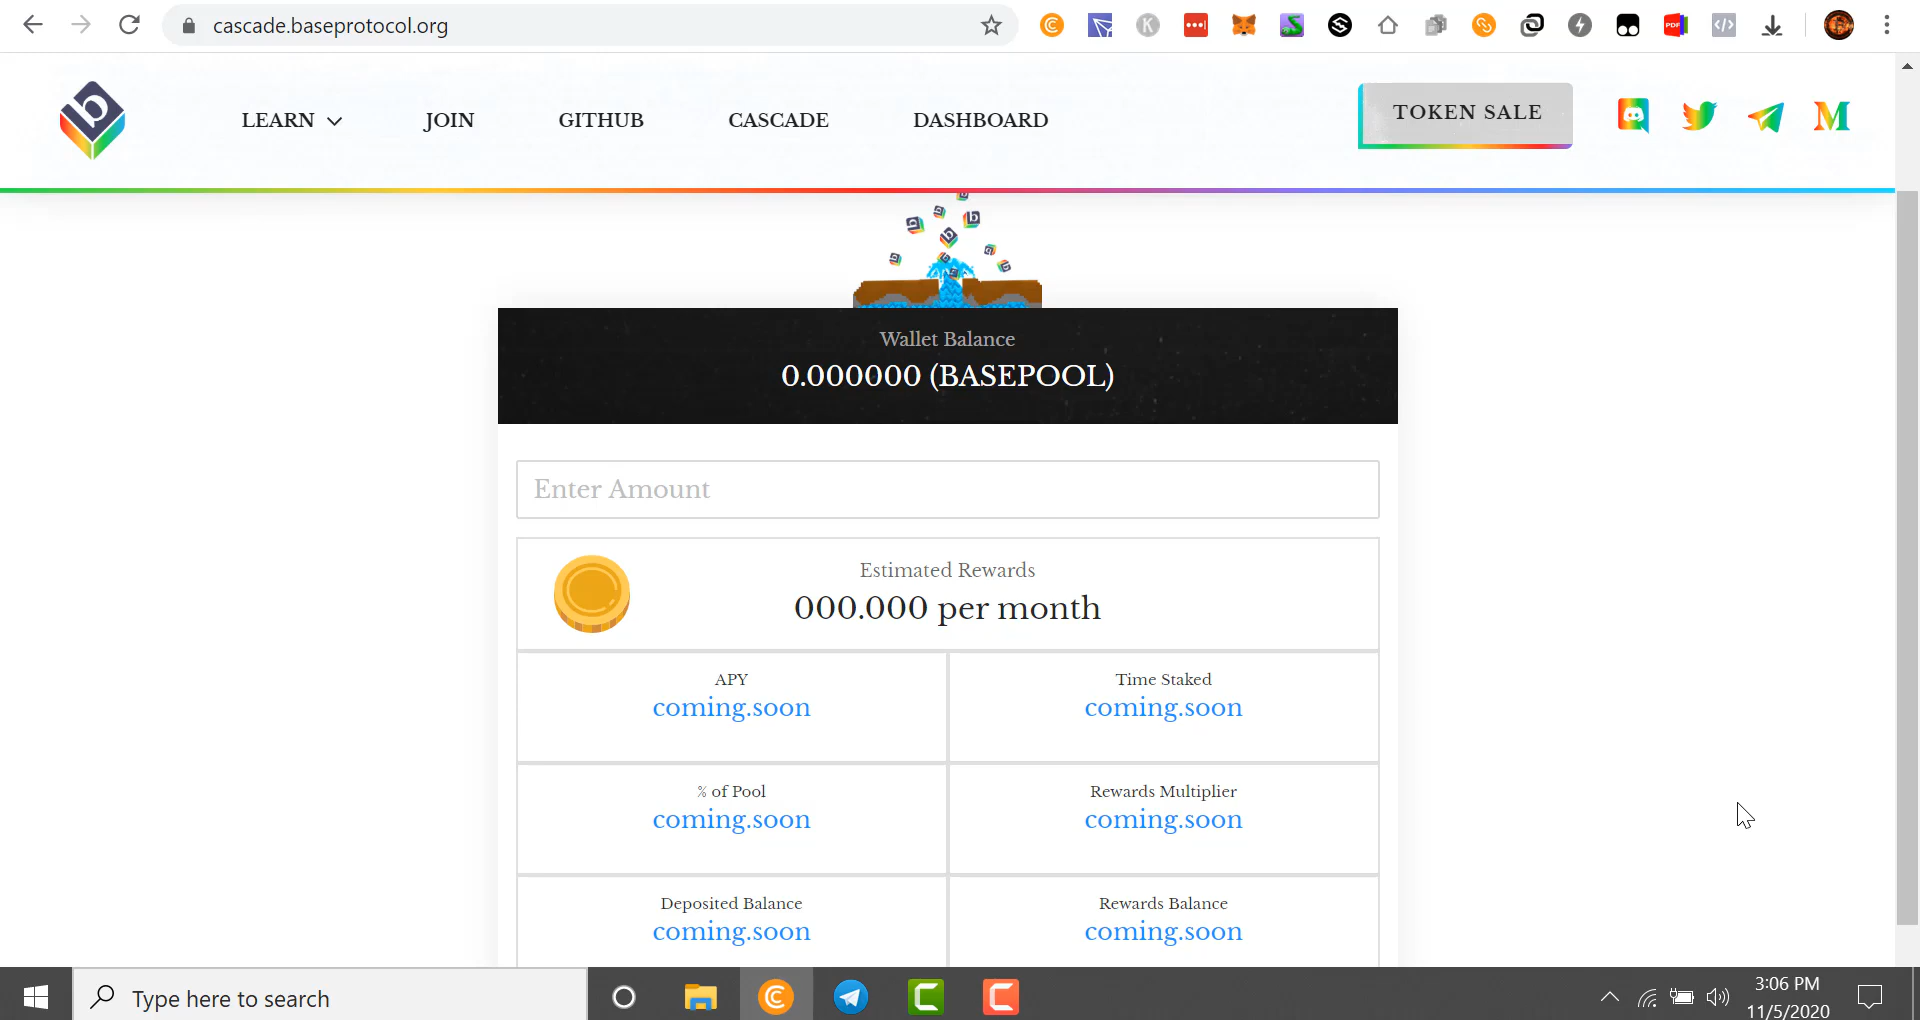 cascade.baseprotocol.org
LEARN JOIN GITHUB CASCADE DASHBOARD TOKEN SALE
Wallet Balance
0.000000 (BASEPOOL)
Enter Amount
Estimated Rewards
000.000 per month
APY
coming.soon
Time Staked
coming.soon
% of Pool
coming.soon
Rewards Multiplier
coming.soon
Deposited Balance
coming.soon
Rewards Balance
coming.soon
Type here to search
3:06 PM
11/5/2020